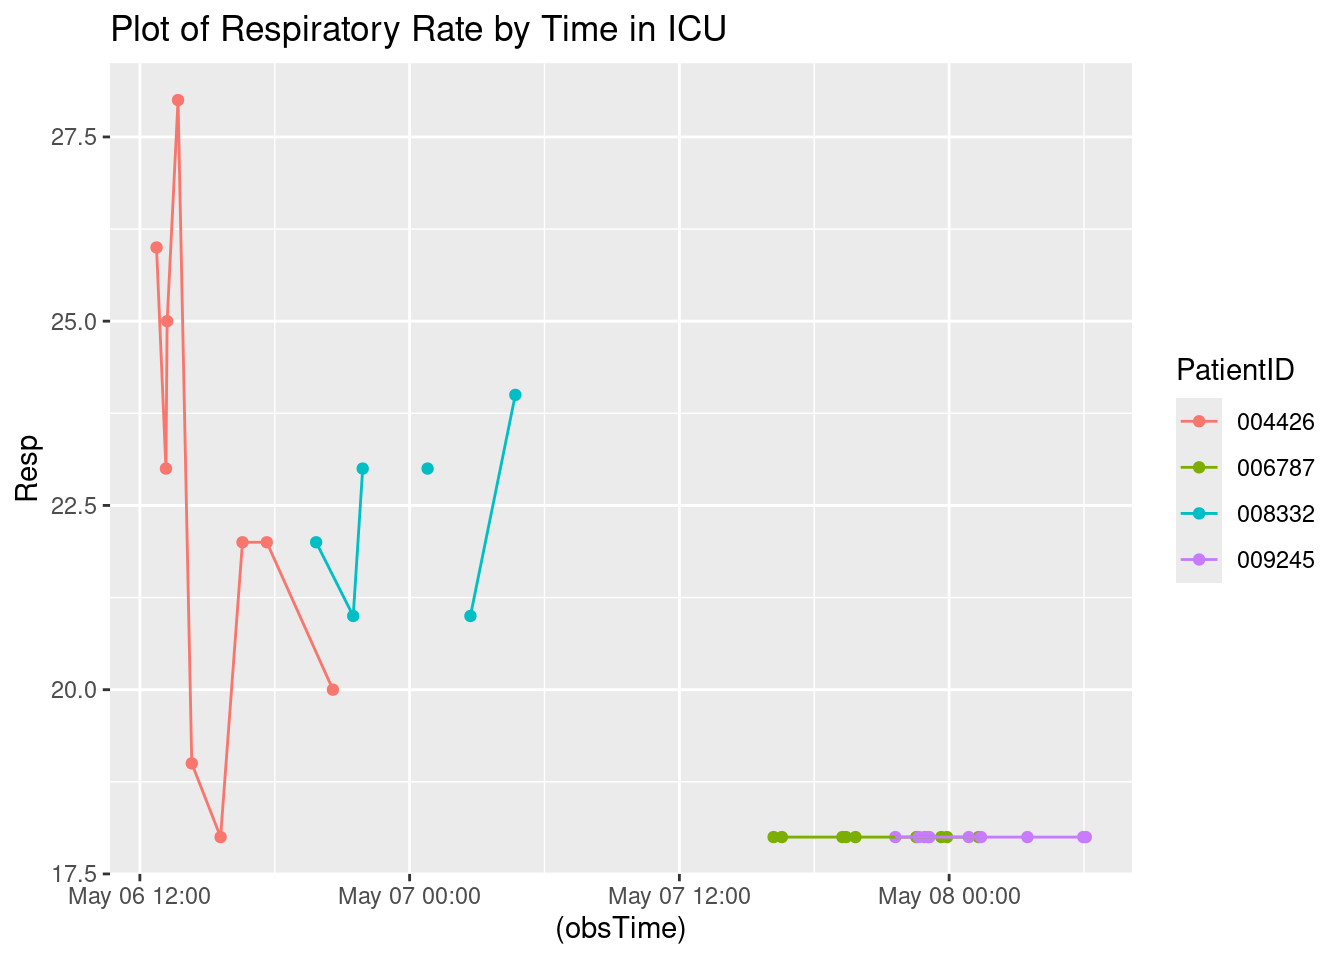 Plot of Respiratory Rate by Time in ICU
27.5
25.0
22.5
20.0
17.5
Resp
May 06 12:00
May 07 00:00
May 07 12:00
May 08 00:00
(obsTime)
PatientID
004426
006787
008332
009245